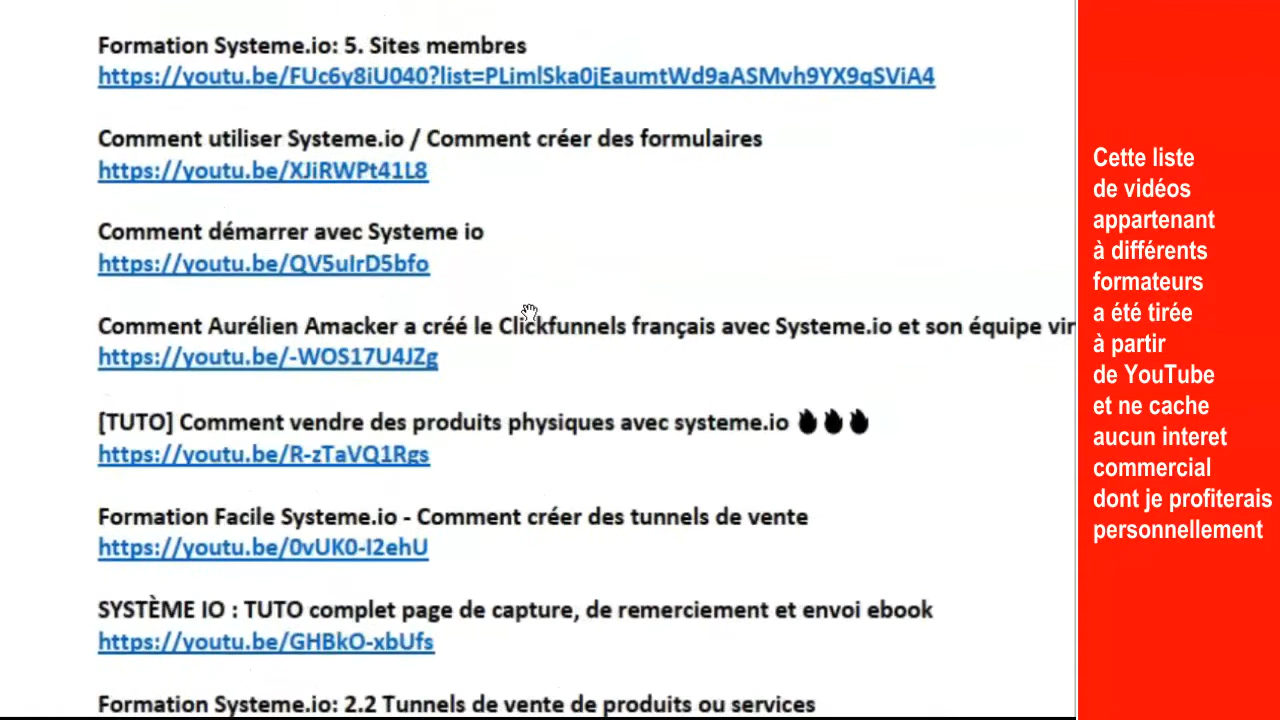 Formation Systeme.io: 5. Sites membres
https://youtu.be/FUc6y8iU040?list=PLimlSka0jEaumtWd9aASMvh9YX9qSViA4
Comment utiliser Systeme.io / Comment créer des formulaires
https://youtu.be/XJiRWPt41L8
Comment démarrer avec Systeme io
https://youtu.be/QV5uIrD5bfo
Comment Aurélien Amacker a créé le Clickfunnels français avec Systeme.io et son équipe vir
https://youtu.be/-WOS17U4JZg
[TUTO] Comment vendre des produits physiques avec systeme.io 🔥🔥🔥
https://youtu.be/R-zTaVQ1Rgs
Formation Facile Systeme.io - Comment créer des tunnels de vente
https://youtu.be/0vUK0-I2ehU
SYSTÈME IO : TUTO complet page de capture, de remerciement et envoi ebook
https://youtu.be/GHBkO-xbUfs
Formation Systeme.io: 2.2 Tunnels de vente de produits ou services
Cette liste
de vidéos
appartenant
à différents
formateurs
a été tirée
à partir
de YouTube
et ne cache
aucun interet
commercial
dont je profiterais
personnellement